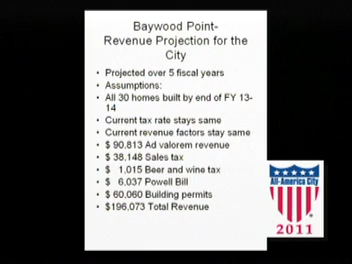 Baywood Point-
Revenue Projection for the
City
• Projected over 5 fiscal years
• Assumptions:
• All 30 homes built by end of FY 13-
14
• Current tax rate stays same
• Current revenue factors stay same
• $ 90,813 Ad valorem revenue
• $ 38,148 Sales tax
• $ 1,015 Beer and wine tax
• $ 6,037 Powell Bill
• $ 60,060 Building permits
• $196,073 Total Revenue
All-America City
2011